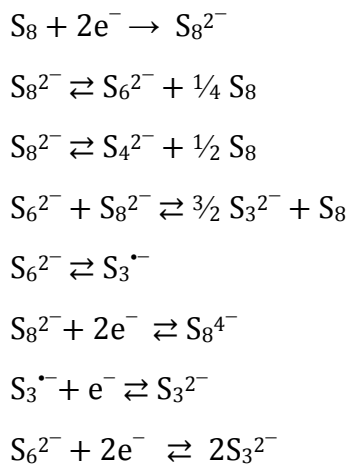 S₈ + 2e⁻ → S₈²⁻
S₈²⁻ ⇄ S₆²⁻ + ¼ S₈
S₈²⁻ ⇄ S₄²⁻ + ½ S₈
S₆²⁻ + S₈²⁻ ⇄ 3⁄2 S₃²⁻ + S₈
S₆²⁻ ⇄ S₃•⁻
S₈²⁻ + 2e⁻ ⇄ S₈⁴⁻
S₃•⁻ + e⁻ ⇄ S₃²⁻
S₆²⁻ + 2e⁻ ⇄ 2S₃²⁻